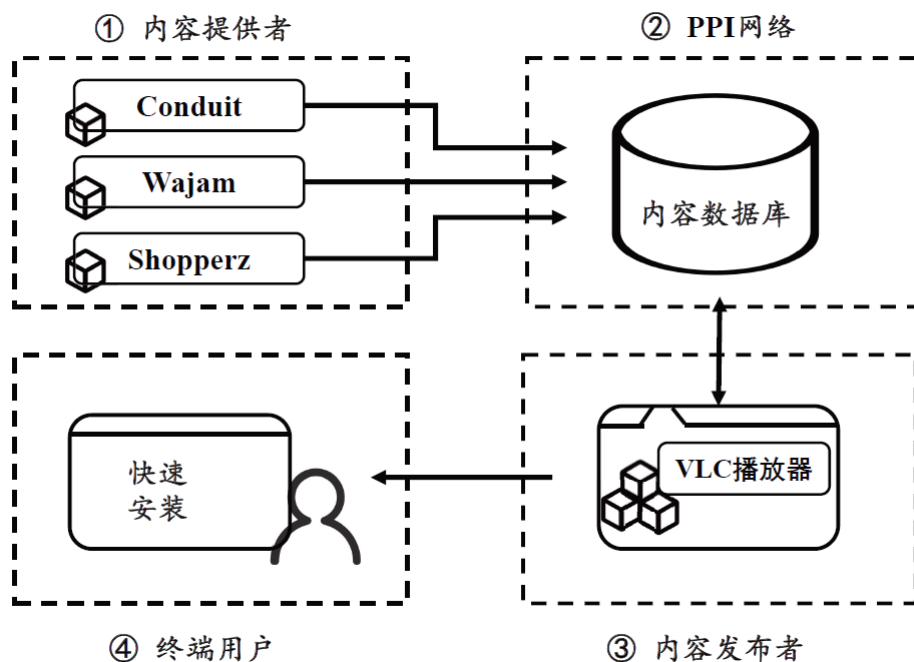 ① 内容提供者
② PPI网络
Conduit
Wajam
Shopperz
内容数据库
快速
安装
VLC播放器
④ 终端用户
③ 内容发布者